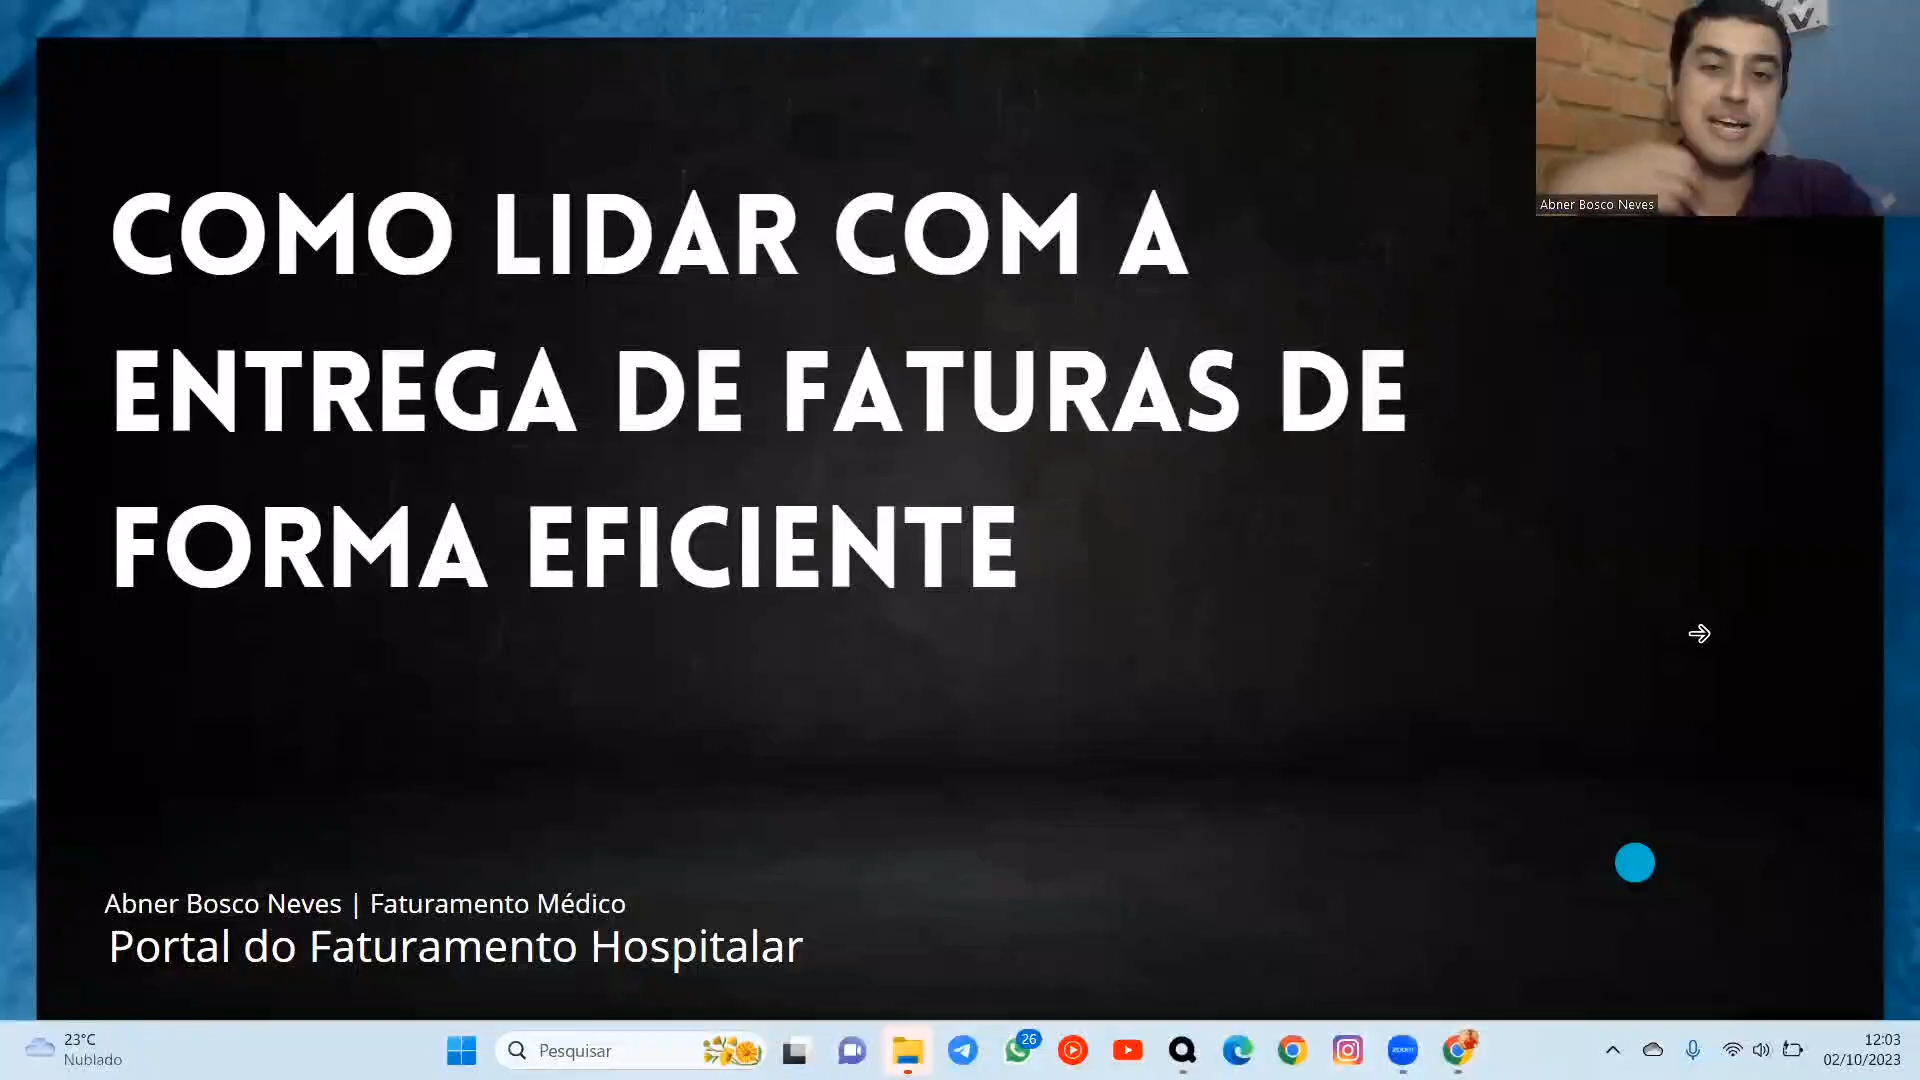 Abner Bosco Neves
COMO LIDAR COM A
ENTREGA DE FATURAS DE
FORMA EFICIENTE
Abner Bosco Neves | Faturamento Médico
Portal do Faturamento Hospitalar
23°C
Nublado
Pesquisar
26
zoom
12:03
02/10/2023